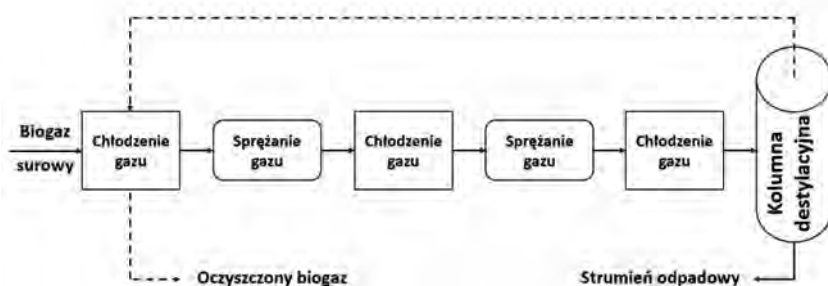 Biogaz
surowy
Chłodzenie
gazu
Sprężanie
gazu
Chłodzenie
gazu
Sprężanie
gazu
Chłodzenie
gazu
Kolumna
destylacyjna
Oczyszczony biogaz
Strumień odpadowy